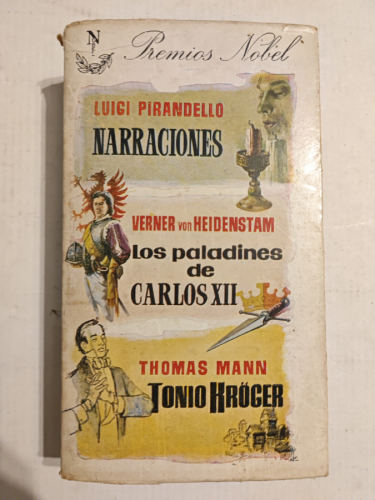 N
Premios Nobel
LUIGI PIRANDELLO
NARRACIONES
VERNER von HEIDENSTAM
Los paladines
de
CARLOS XII
THOMAS MANN
TONIO KRÖGER